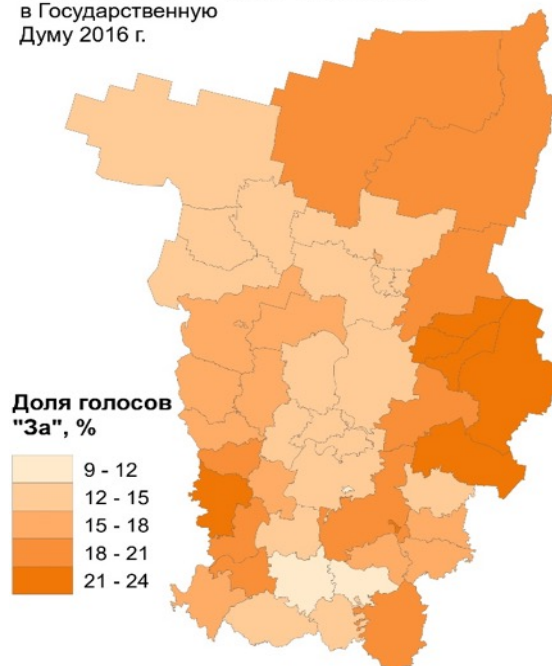 в Государственную
Думу 2016 г.
Доля голосов
"За", %
9 - 12
12 - 15
15 - 18
18 - 21
21 - 24